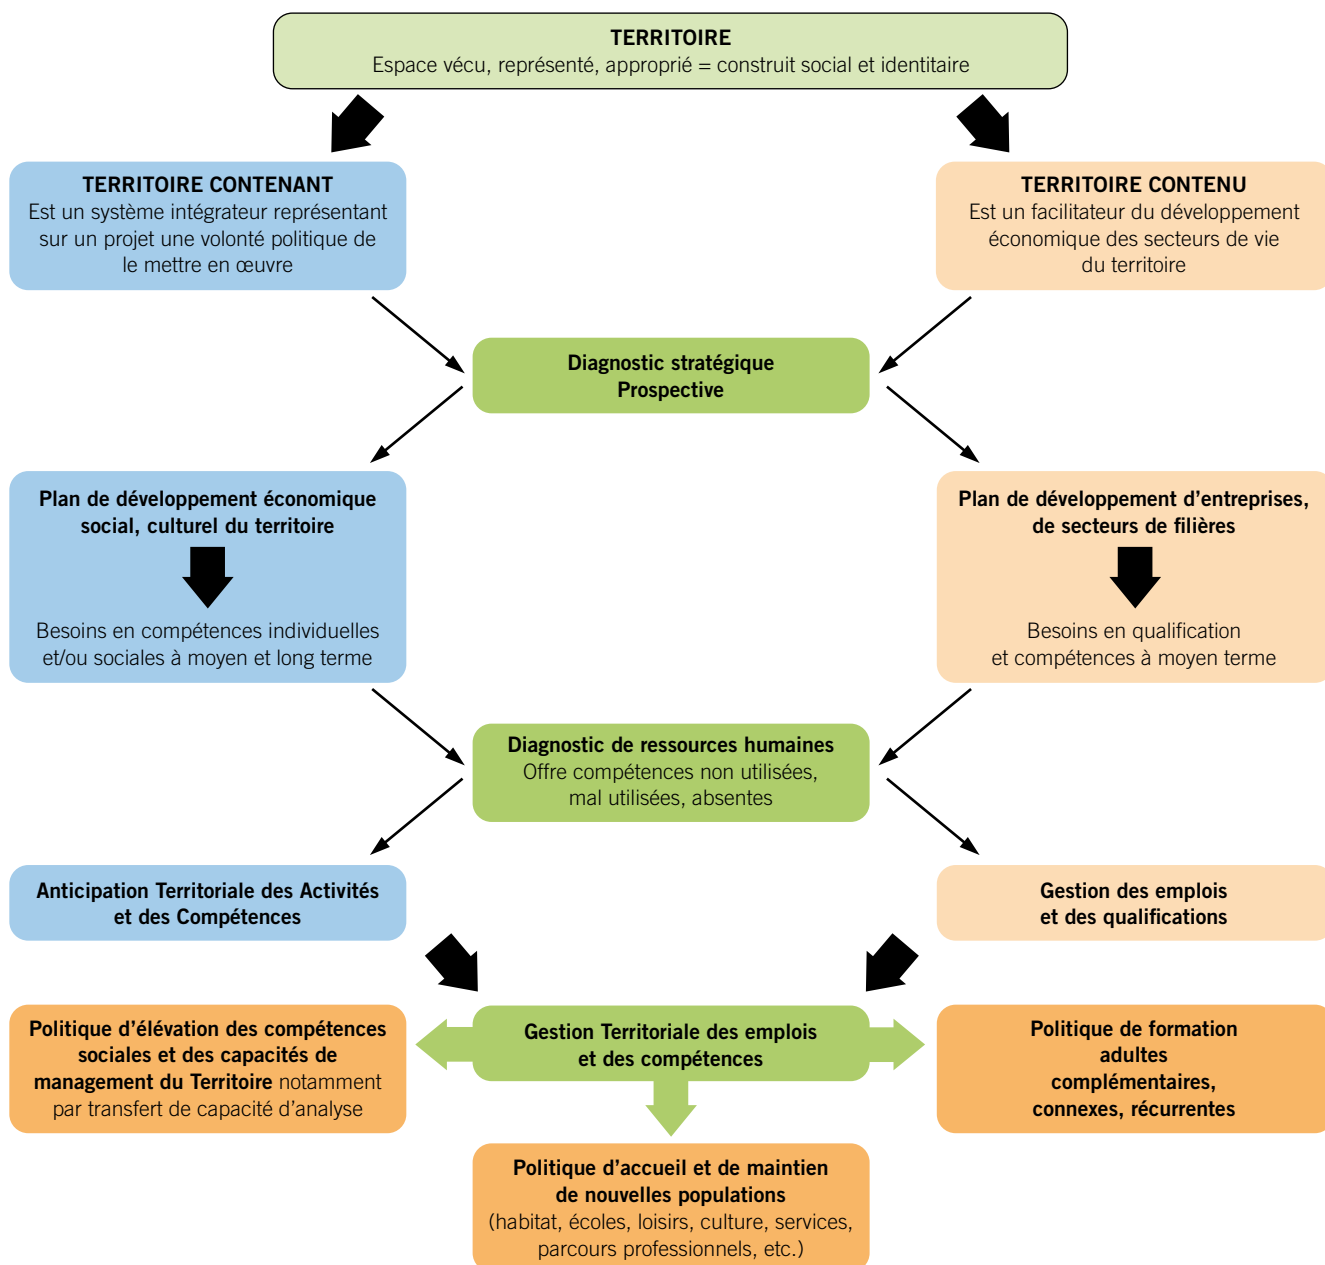 TERRITOIRE
Espace vécu, représenté, approprié = construit social et identitaire
TERRITOIRE CONTENANT
Est un système intégrateur représentant
sur un projet une volonté politique de
le mettre en œuvre
TERRITOIRE CONTENU
Est un facilitateur du développement
économique des secteurs de vie
du territoire
Diagnostic stratégique
Prospective
Plan de développement économique
social, culturel du territoire
Besoins en compétences individuelles
et/ou sociales à moyen et long terme
Plan de développement d’entreprises,
de secteurs de filières
Besoins en qualification
et compétences à moyen terme
Diagnostic de ressources humaines
Offre compétences non utilisées,
mal utilisées, absentes
Anticipation Territoriale des Activités
et des Compétences
Gestion des emplois
et des qualifications
Politique d’élévation des compétences
sociales et des capacités de
management du Territoire notamment
par transfert de capacité d’analyse
Gestion Territoriale des emplois
et des compétences
Politique de formation
adultes
complémentaires,
connexes, récurrentes
Politique d’accueil et de maintien
de nouvelles populations
(habitat, écoles, loisirs, culture, services,
parcours professionnels, etc.)